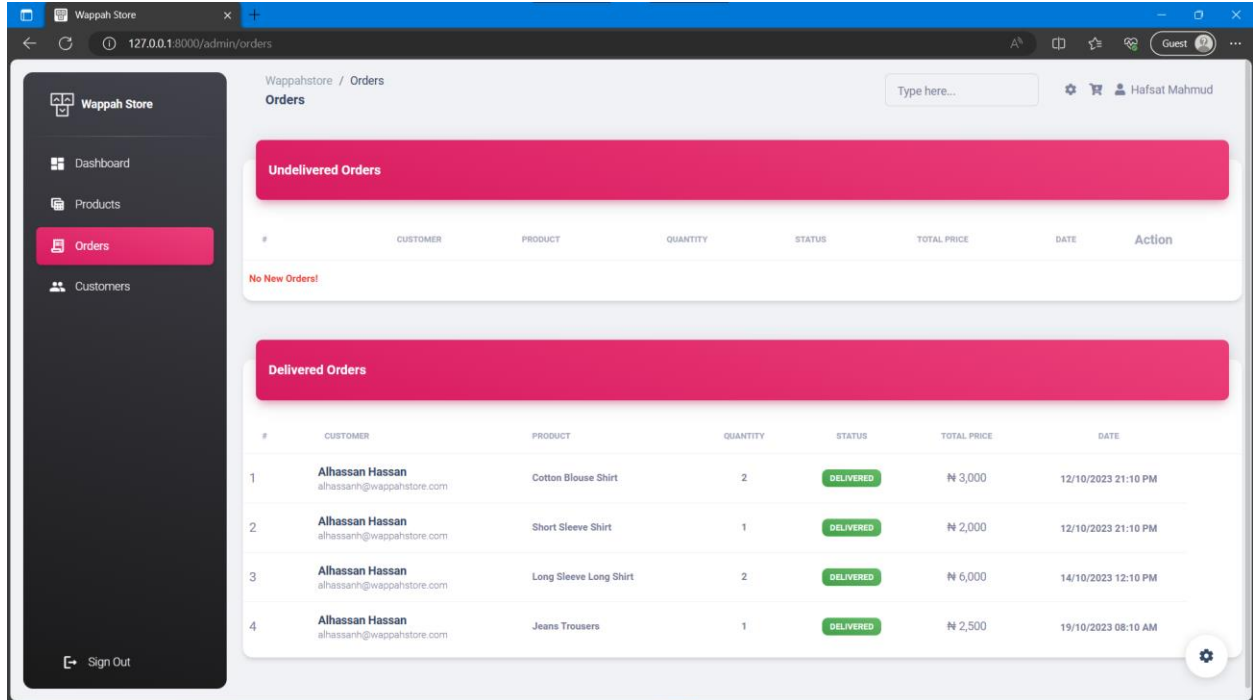 Wappah Store
127.0.0.1:8000/admin/orders
Guest
Wappah Store
Dashboard
Products
Orders
Customers
Sign Out
Wappahstore / Orders
Orders
Type here...
Hafsat Mahmud
Undelivered Orders
# CUSTOMER PRODUCT QUANTITY STATUS TOTAL PRICE DATE Action
No New Orders!
Delivered Orders
# CUSTOMER PRODUCT QUANTITY STATUS TOTAL PRICE DATE
1 Alhassan Hassan Cotton Blouse Shirt 2 DELIVERED ₦ 3,000 12/10/2023 21:10 PM
alhassanh@wappahstore.com
2 Alhassan Hassan Short Sleeve Shirt 1 DELIVERED ₦ 2,000 12/10/2023 21:10 PM
alhassanh@wappahstore.com
3 Alhassan Hassan Long Sleeve Long Shirt 2 DELIVERED ₦ 6,000 14/10/2023 12:10 PM
alhassanh@wappahstore.com
4 Alhassan Hassan Jeans Trousers 1 DELIVERED ₦ 2,500 19/10/2023 08:10 AM
alhassanh@wappahstore.com